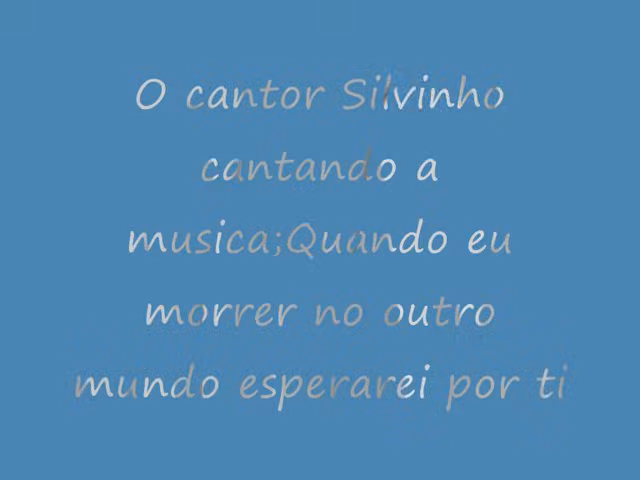 O cantor Silvinho
cantando a
musica;Quando eu
morrer no outro
mundo esperarei por ti